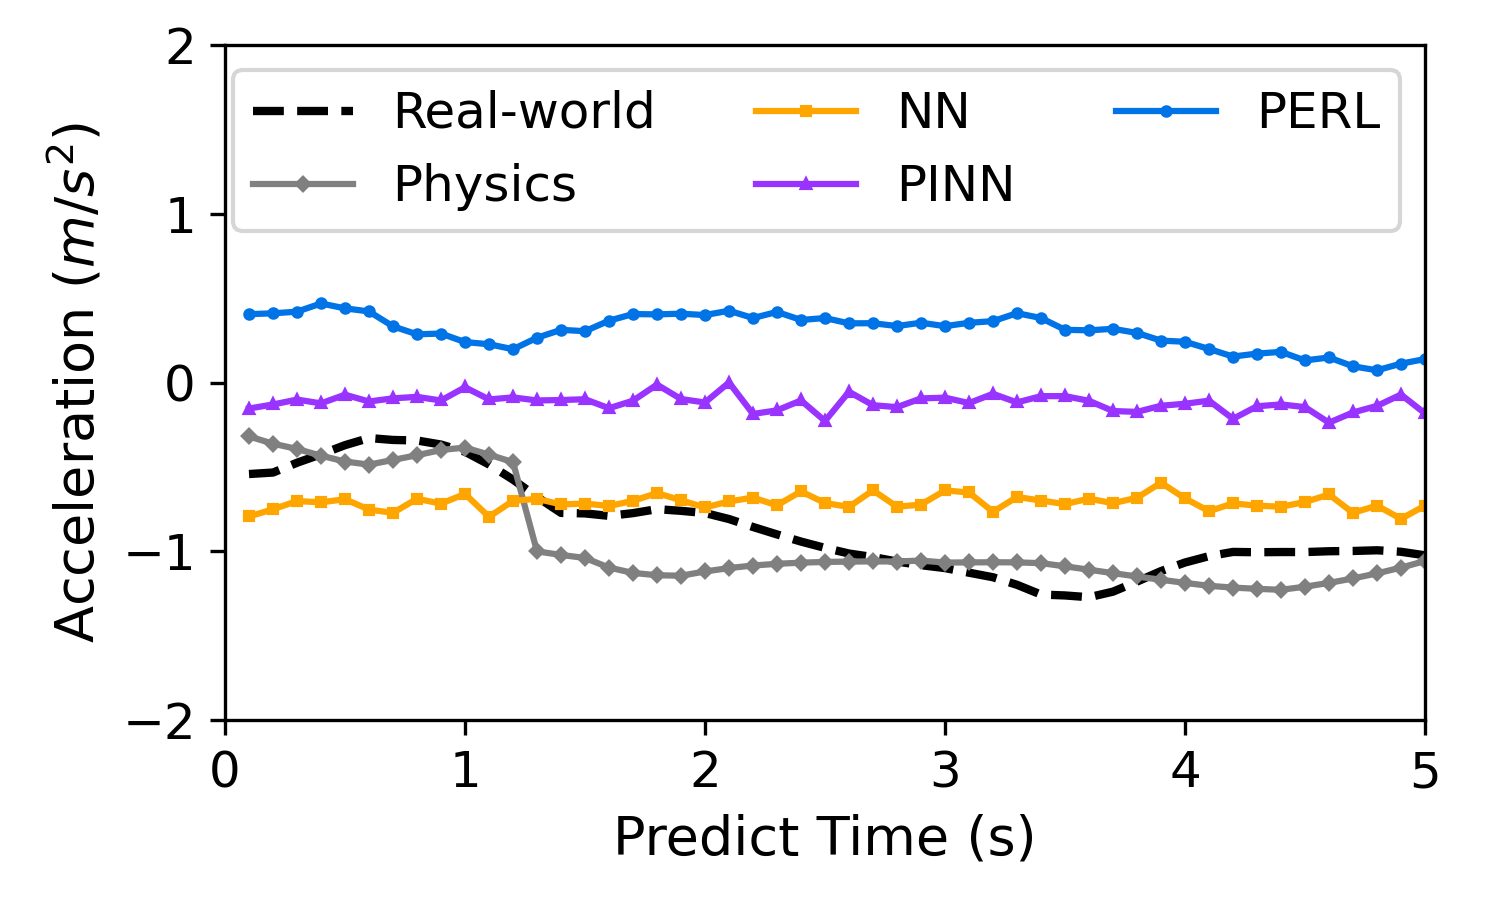 2
1
0
−1
−2
Acceleration (m/s²)
Real-world
Physics
NN
PINN
PERL
0 1 2 3 4 5
Predict Time (s)